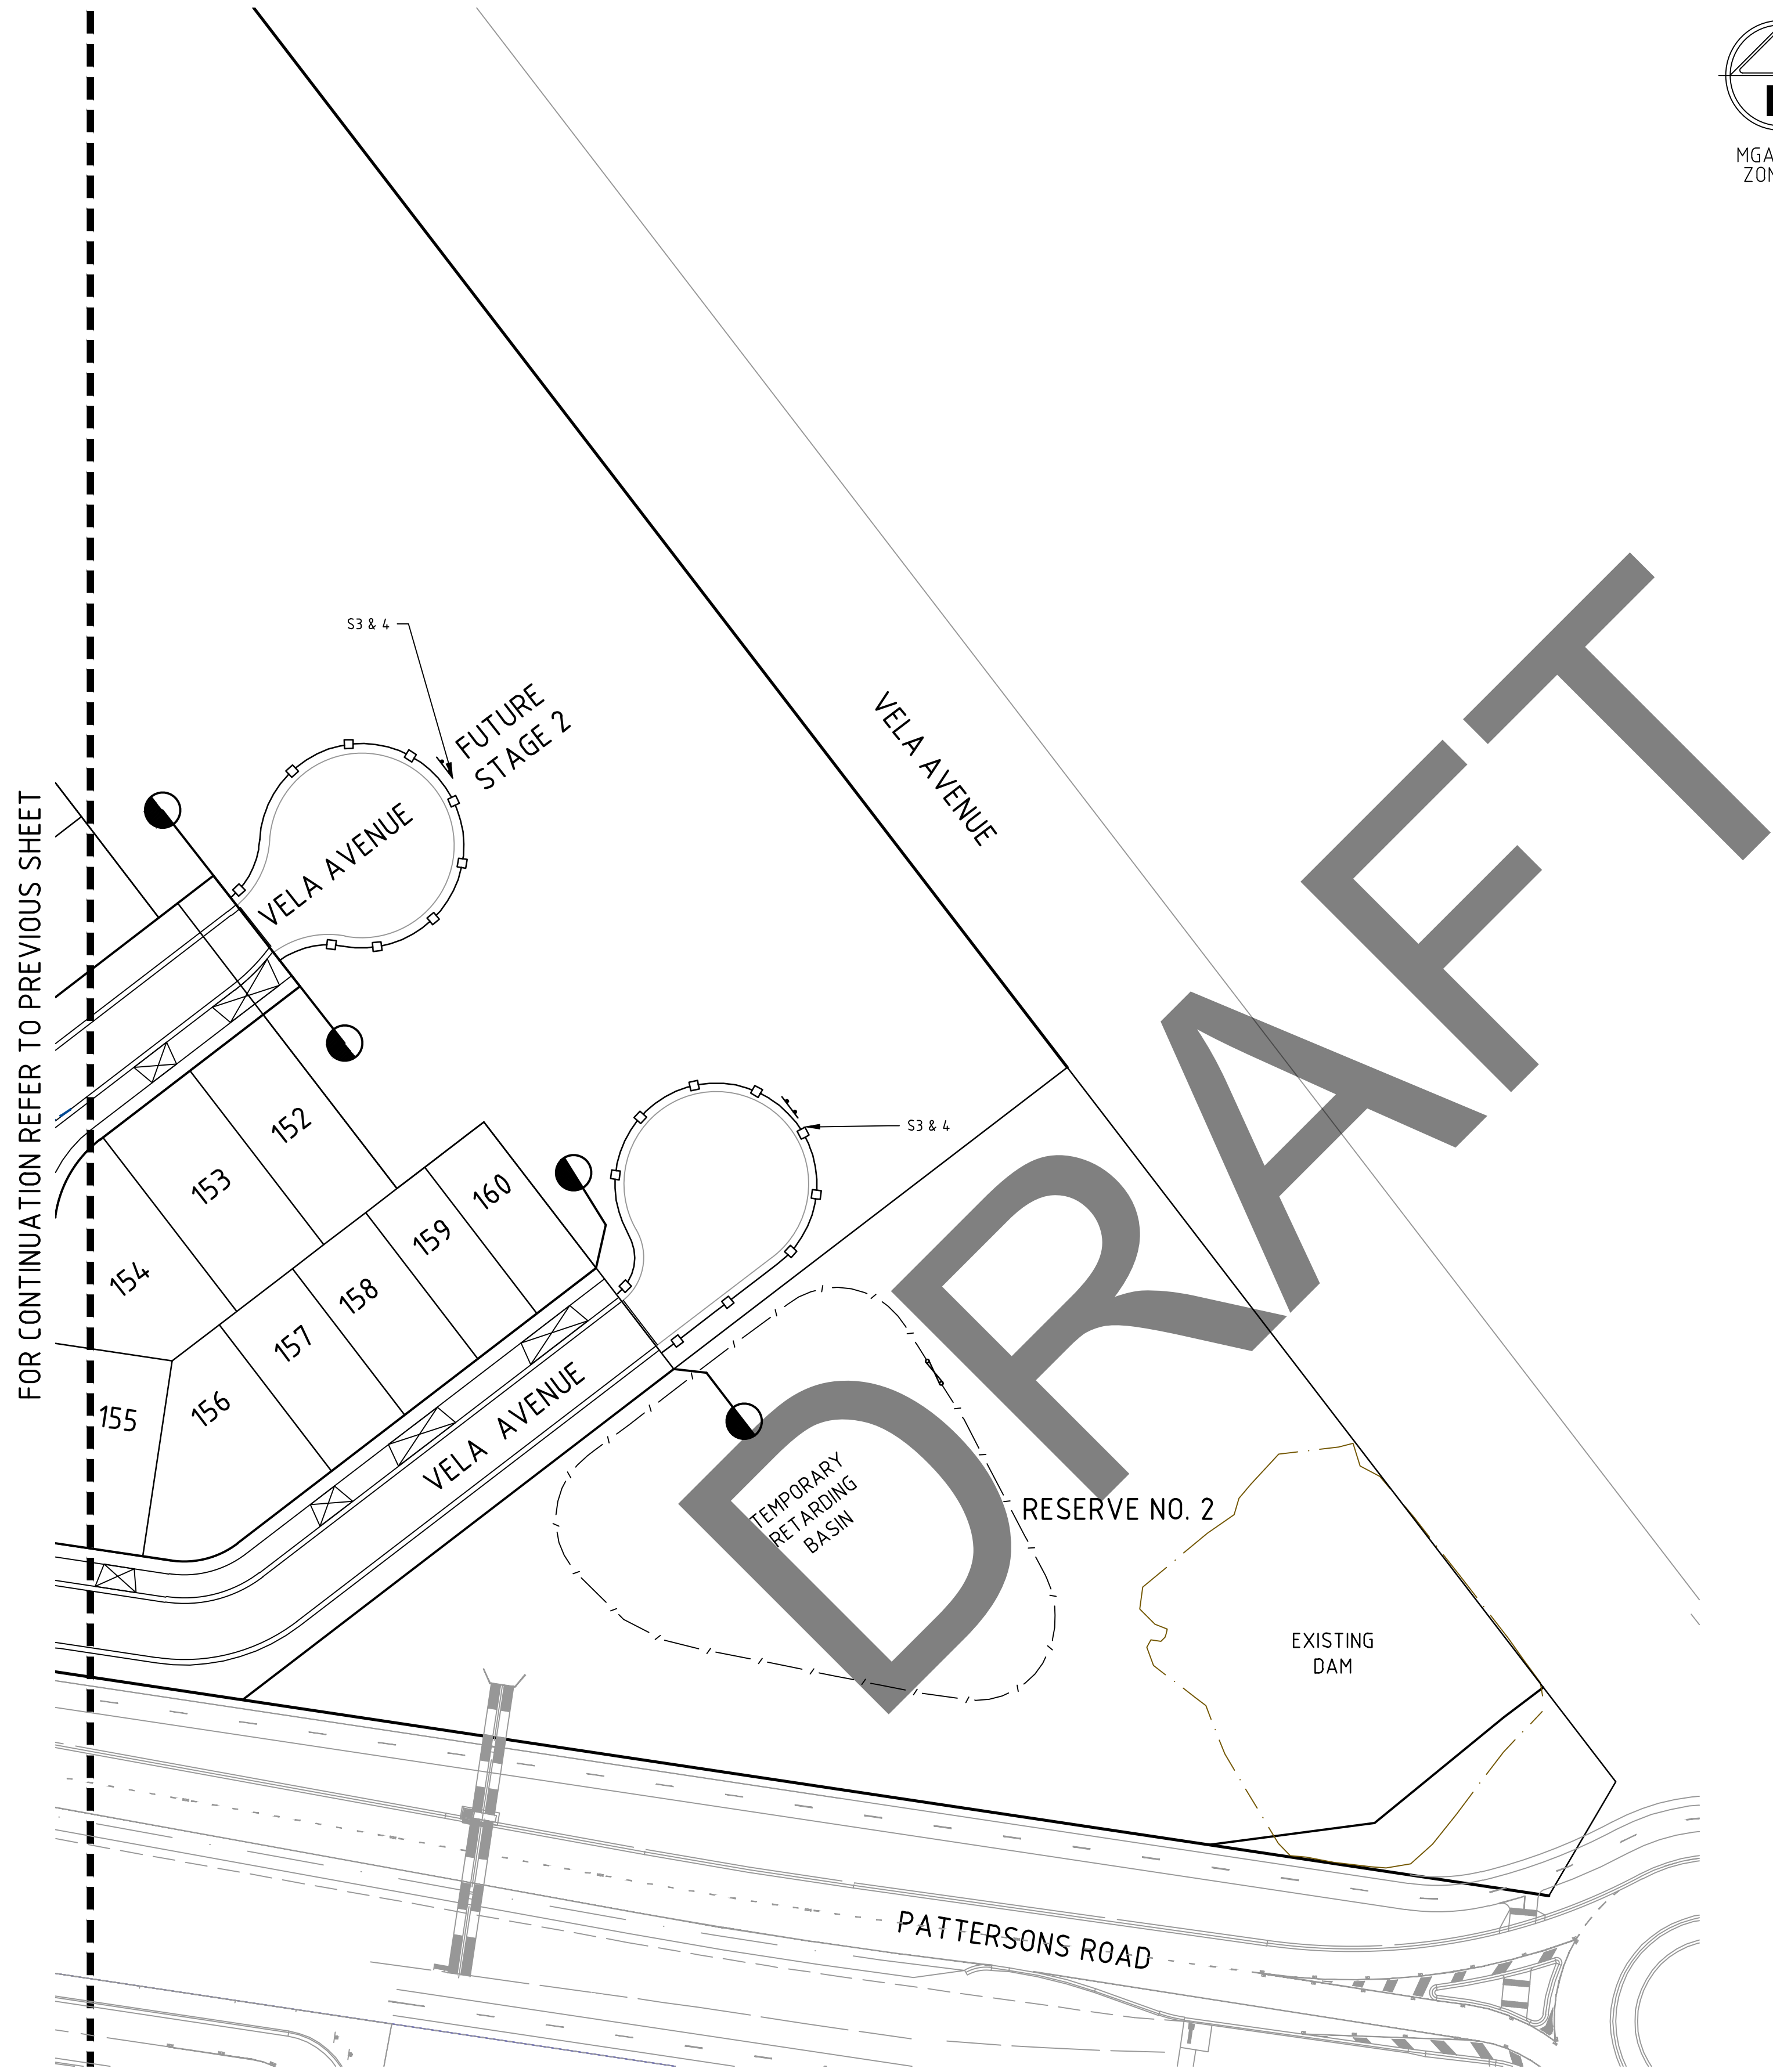 MGA
ZON
S3 & 4
FUTURE
STAGE 2
VELA AVENUE
VELA AVENUE
FOR CONTINUATION REFER TO PREVIOUS SHEET
DRAFT
152
153
154
155
156
157
158
159
160
S3 & 4
VELA AVENUE
TEMPORARY
RETARDING
BASIN
RESERVE NO. 2
EXISTING
DAM
PATTERSONS ROAD